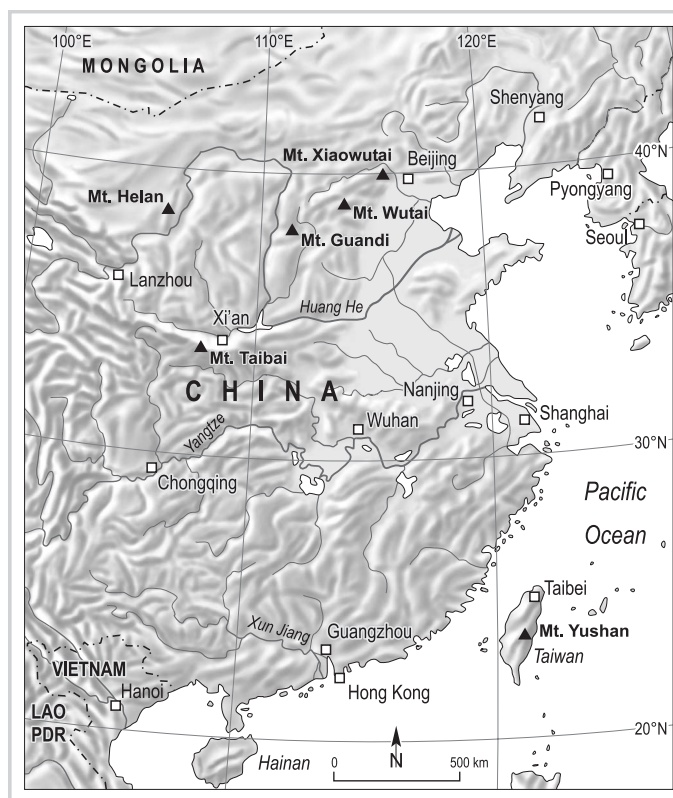 100°E
110°E
120°E
MONGOLIA
Shenyang
Mt. Xiaowutai
Beijing
40°N
Mt. Helan
Mt. Wutai
Pyongyang
Mt. Guandi
Seoul
Lanzhou
Huang He
Xi'an
Mt. Taibai
CHINA
Nanjing
Shanghai
Wuhan
Yangtze
30°N
Chongqing
Pacific
Ocean
Taibei
Xun Jiang
Guangzhou
Mt. Yushan
Taiwan
VIETNAM
Hanoi
Hong Kong
LAO
PDR
20°N
Hainan
N
0
500 km